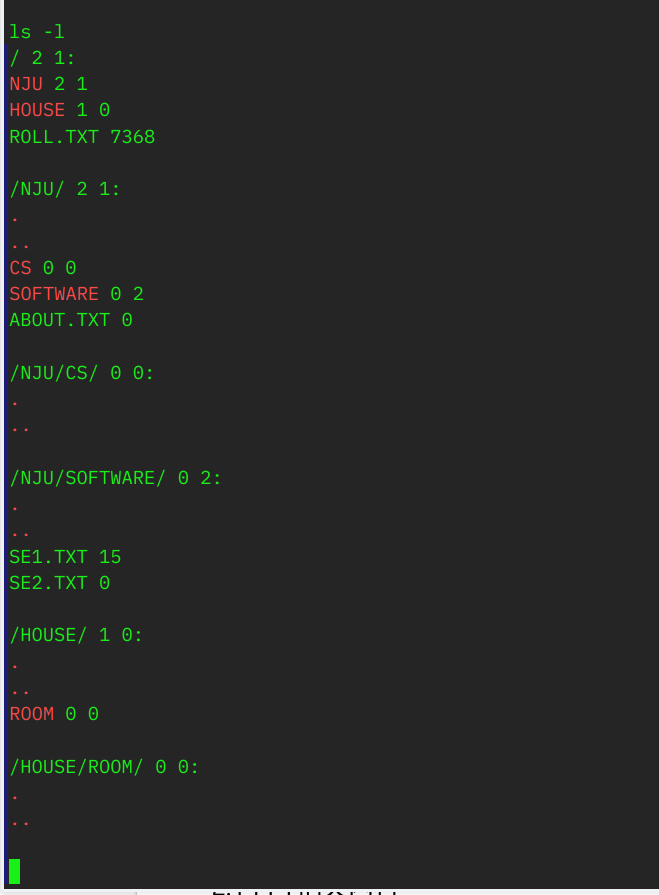 ls -l
/ 2 1:
NJU 2 1
HOUSE 1 0
ROLL.TXT 7368
/NJU/ 2 1:
.
..
CS 0 0
SOFTWARE 0 2
ABOUT.TXT 0
/NJU/CS/ 0 0:
.
..
/NJU/SOFTWARE/ 0 2:
.
..
SE1.TXT 15
SE2.TXT 0
/HOUSE/ 1 0:
.
..
ROOM 0 0
/HOUSE/ROOM/ 0 0:
.
..